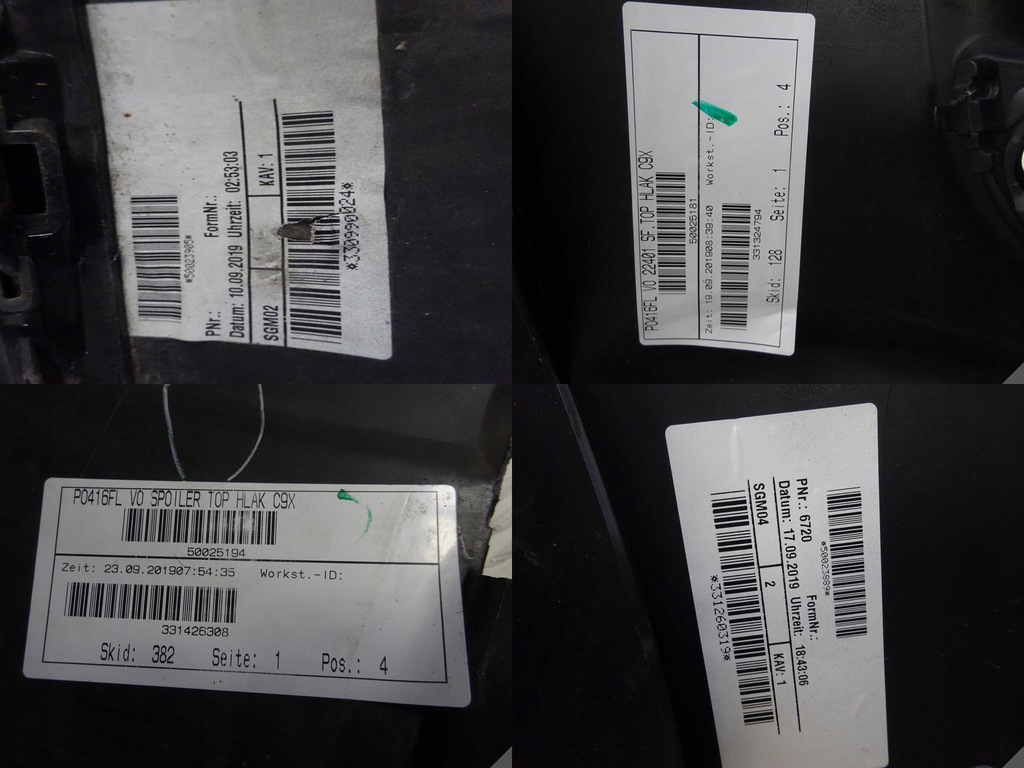 *50023905*
PNr.: FormNr.:
Datum: 10.09.2019 Uhrzeit: 02:53:03
SGM02 KAV: 1
*330990024*
P0416FL VO 22401 SF.TOP HLAK C9X
50025181
Zeit: 19.09.201908:39:40 Workst.-ID:
331324794
Skid: 128 Seite: 1 Pos.: 4
P0416FL VO SPOILER TOP HLAK C9X
50025194
Zeit: 23.09.201907:54:35 Workst.-ID:
331426308
Skid: 382 Seite: 1 Pos.: 4
*50023889*
PNr.: 6720 FormNr.:
Datum: 17.09.2019 Uhrzeit: 18:43:06
SGM04 2 KAV: 1
*331260319*